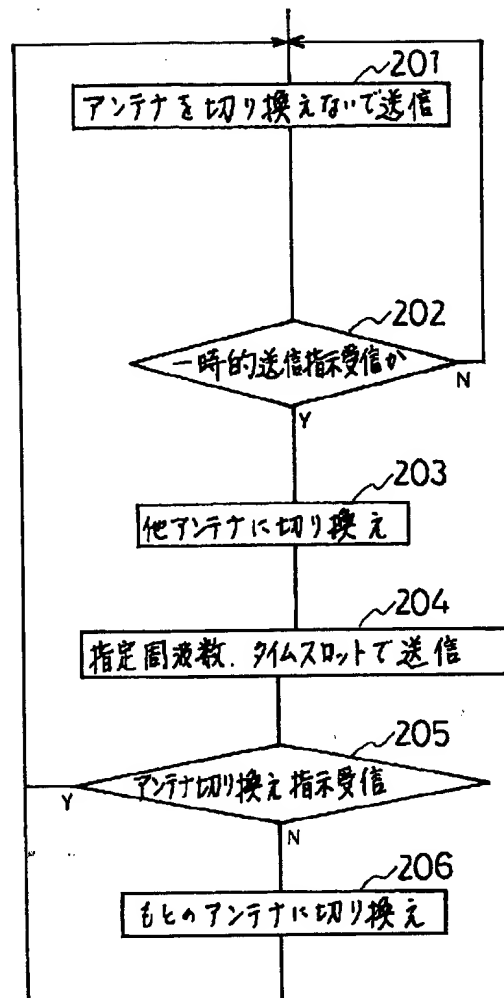 201
アンテナを切り換えないで送信
202
一時的送信指示受信か
N
Y
203
他アンテナに切り換え
204
指定周波数、タイムスロットで送信
205
アンテナ切り換え指示受信
Y
N
206
もとのアンテナに切り換え